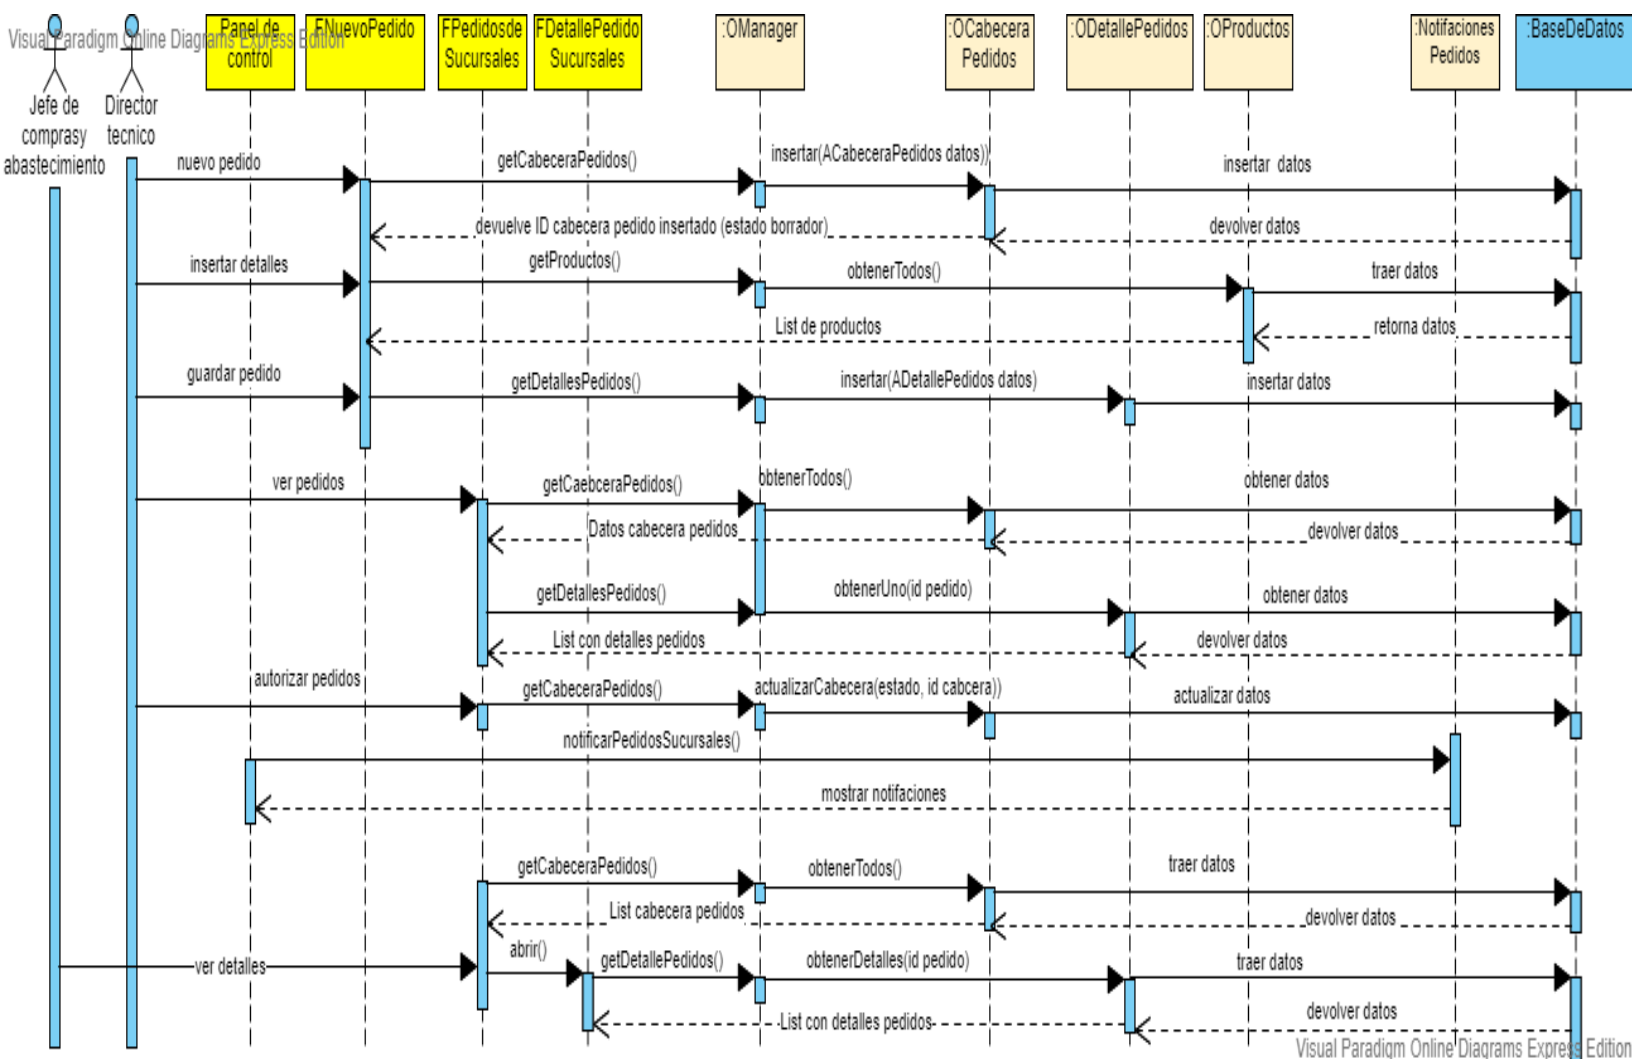 Visual Paradigm Online Diagrams Express Edition
Jefe de
comprasy
abastecimiento
Director
tecnico
Panel de
control
FNuevoPedido
FPedidosde
Sucursales
FDetallePedido
Sucursales
:OManager
:OCabecera
Pedidos
:ODetallePedidos
:OProductos
:Notifaciones
Pedidos
:BaseDeDatos
nuevo pedido
getCabeceraPedidos()
insertar(ACabeceraPedidos datos))
insertar datos
devuelve ID cabecera pedido insertado (estado borrador)
devolver datos
insertar detalles
getProductos()
obtenerTodos()
traer datos
List de productos
retorna datos
guardar pedido
getDetallesPedidos()
insertar(ADetallePedidos datos)
insertar datos
ver pedidos
getCaebceraPedidos()
obtenerTodos()
obtener datos
Datos cabecera pedidos
devolver datos
getDetallesPedidos()
obtenerUno(id pedido)
obtener datos
List con detalles pedidos
devolver datos
autorizar pedidos
getCabeceraPedidos()
actualizarCabecera(estado, id cabcera))
actualizar datos
notificarPedidosSucursales()
mostrar notifaciones
getCabeceraPedidos()
obtenerTodos()
traer datos
List cabecera pedidos
devolver datos
ver detalles
abrir()
getDetallePedidos()
obtenerDetalles(id pedido)
traer datos
List con detalles pedidos
devolver datos
Visual Paradigm Online Diagrams Express Edition